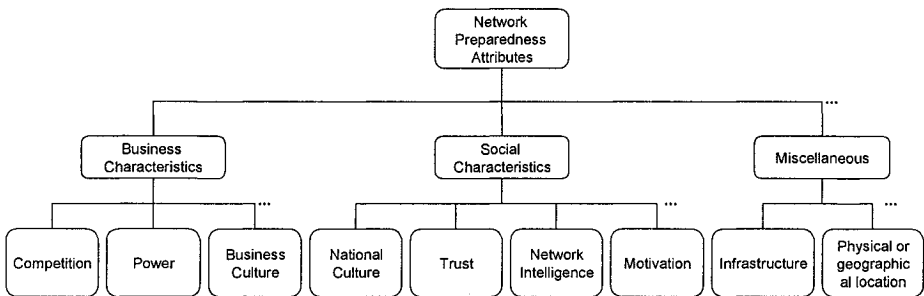 Network
Preparedness
Attributes
...
Business
Characteristics
Social
Characteristics
Miscellaneous
...
...
...
Competition
Power
Business
Culture
National
Culture
Trust
Network
Intelligence
Motivation
Infrastructure
Physical or
geographic
al location